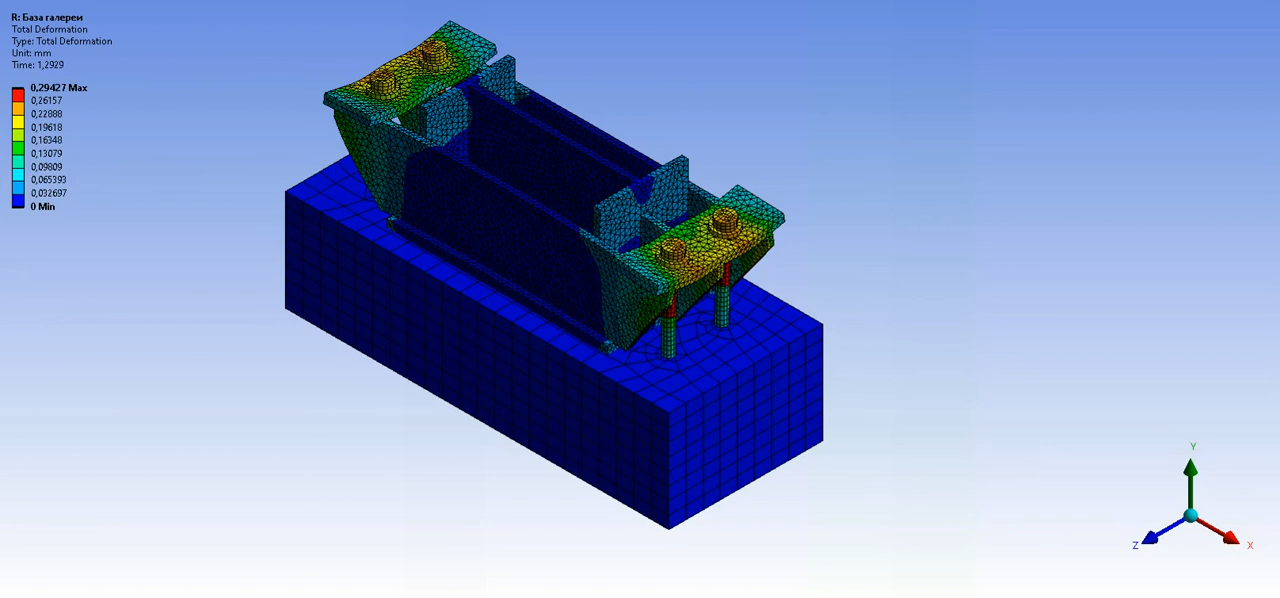 R: База галереи
Total Deformation
Type: Total Deformation
Unit: mm
Time: 1,2929
0,29427 Max
0,26157
0,22888
0,19618
0,16348
0,13079
0,09809
0,065393
0,032697
0 Min
Y
Z
X